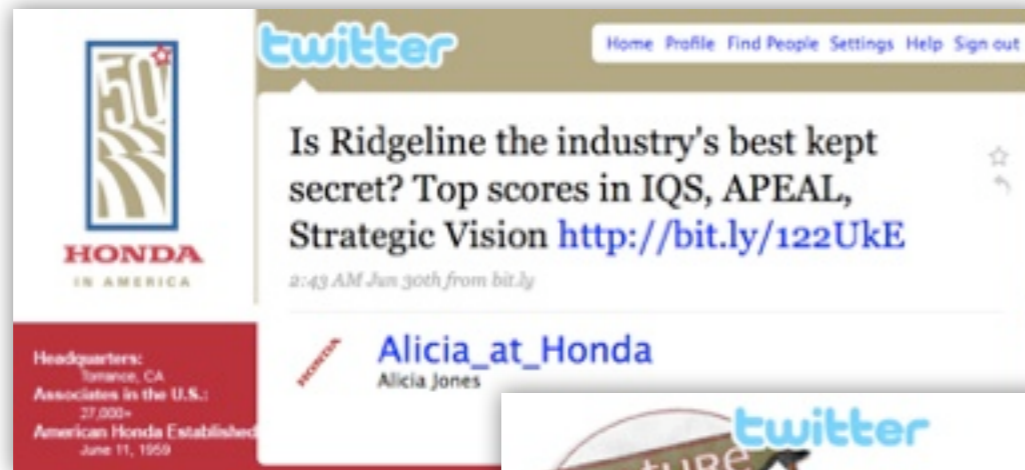 50
HONDA
IN AMERICA
Headquarters:
Torrance, CA
Associates in the U.S.:
27,000+
American Honda Established
June 11, 1959
twitter
Home Profile Find People Settings Help Sign out
Is Ridgeline the industry's best kept
secret? Top scores in IQS, APEAL,
Strategic Vision http://bit.ly/122UkE
2:43 AM Jun 30th from bit.ly
HONDA
Alicia_at_Honda
Alicia Jones
twitter